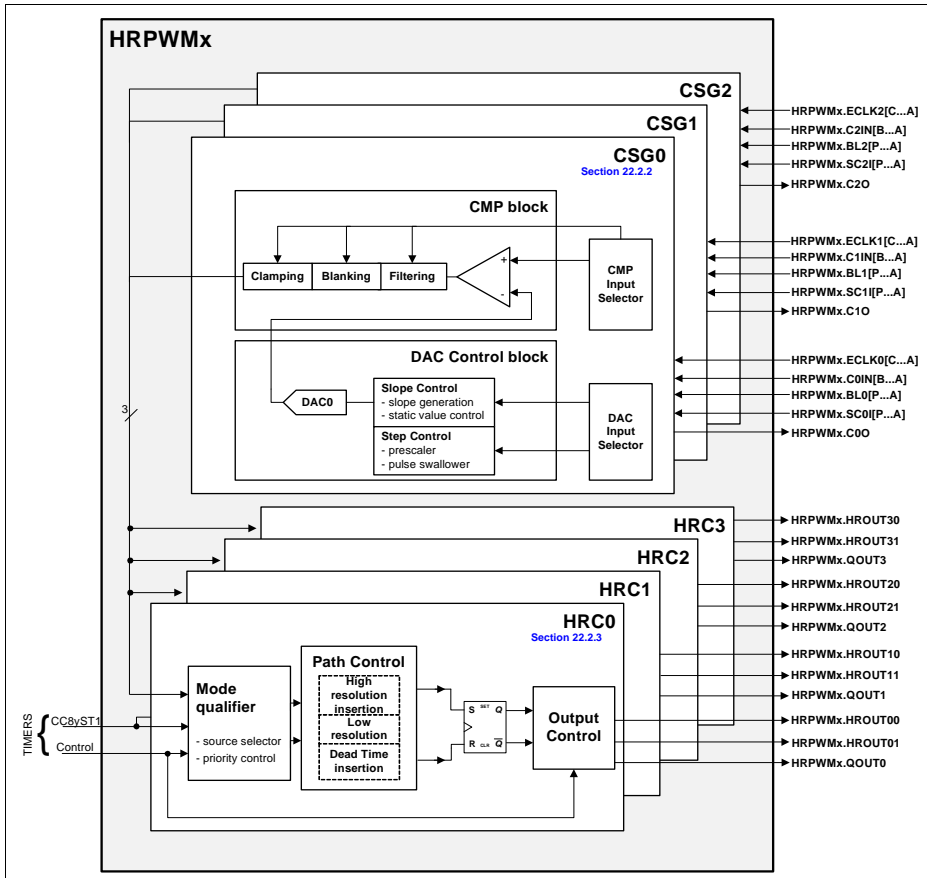 HRPWMx
CSG2
CSG1
CSG0
Section 22.2.2
CMP block
Clamping
Blanking
Filtering
+
-
CMP
Input
Selector
DAC Control block
DAC0
Slope Control
- slope generation
- static value control
Step Control
- prescaler
- pulse swallower
DAC
Input
Selector
HRPWMx.ECLK2[C...A]
HRPWMx.C2IN[B...A]
HRPWMx.BL2[P...A]
HRPWMx.SC2I[P...A]
HRPWMx.C2O
HRPWMx.ECLK1[C...A]
HRPWMx.C1IN[B...A]
HRPWMx.BL1[P...A]
HRPWMx.SC1I[P...A]
HRPWMx.C1O
HRPWMx.ECLK0[C...A]
HRPWMx.C0IN[B...A]
HRPWMx.BL0[P...A]
HRPWMx.SC0I[P...A]
HRPWMx.C0O
3
HRC3
HRC2
HRC1
HRC0
Section 22.2.3
Mode
qualifier
- source selector
- priority control
Path Control
High
resolution
insertion
Low
resolution
Dead Time
insertion
S SET Q
R CLR Q
Output
Control
TIMERS
{
CC8yST1
Control
HRPWMx.HROUT30
HRPWMx.HROUT31
HRPWMx.QOUT3
HRPWMx.HROUT20
HRPWMx.HROUT21
HRPWMx.QOUT2
HRPWMx.HROUT10
HRPWMx.HROUT11
HRPWMx.QOUT1
HRPWMx.HROUT00
HRPWMx.HROUT01
HRPWMx.QOUT0